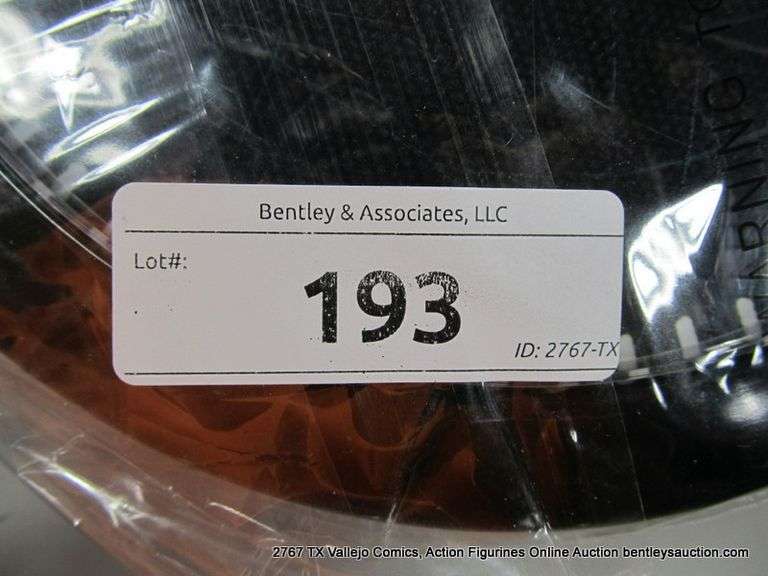 Bentley & Associates, LLC
Lot#:
193
ID: 2767-TX
2767 TX Vallejo Comics, Action Figurines Online Auction bentleysauction.com